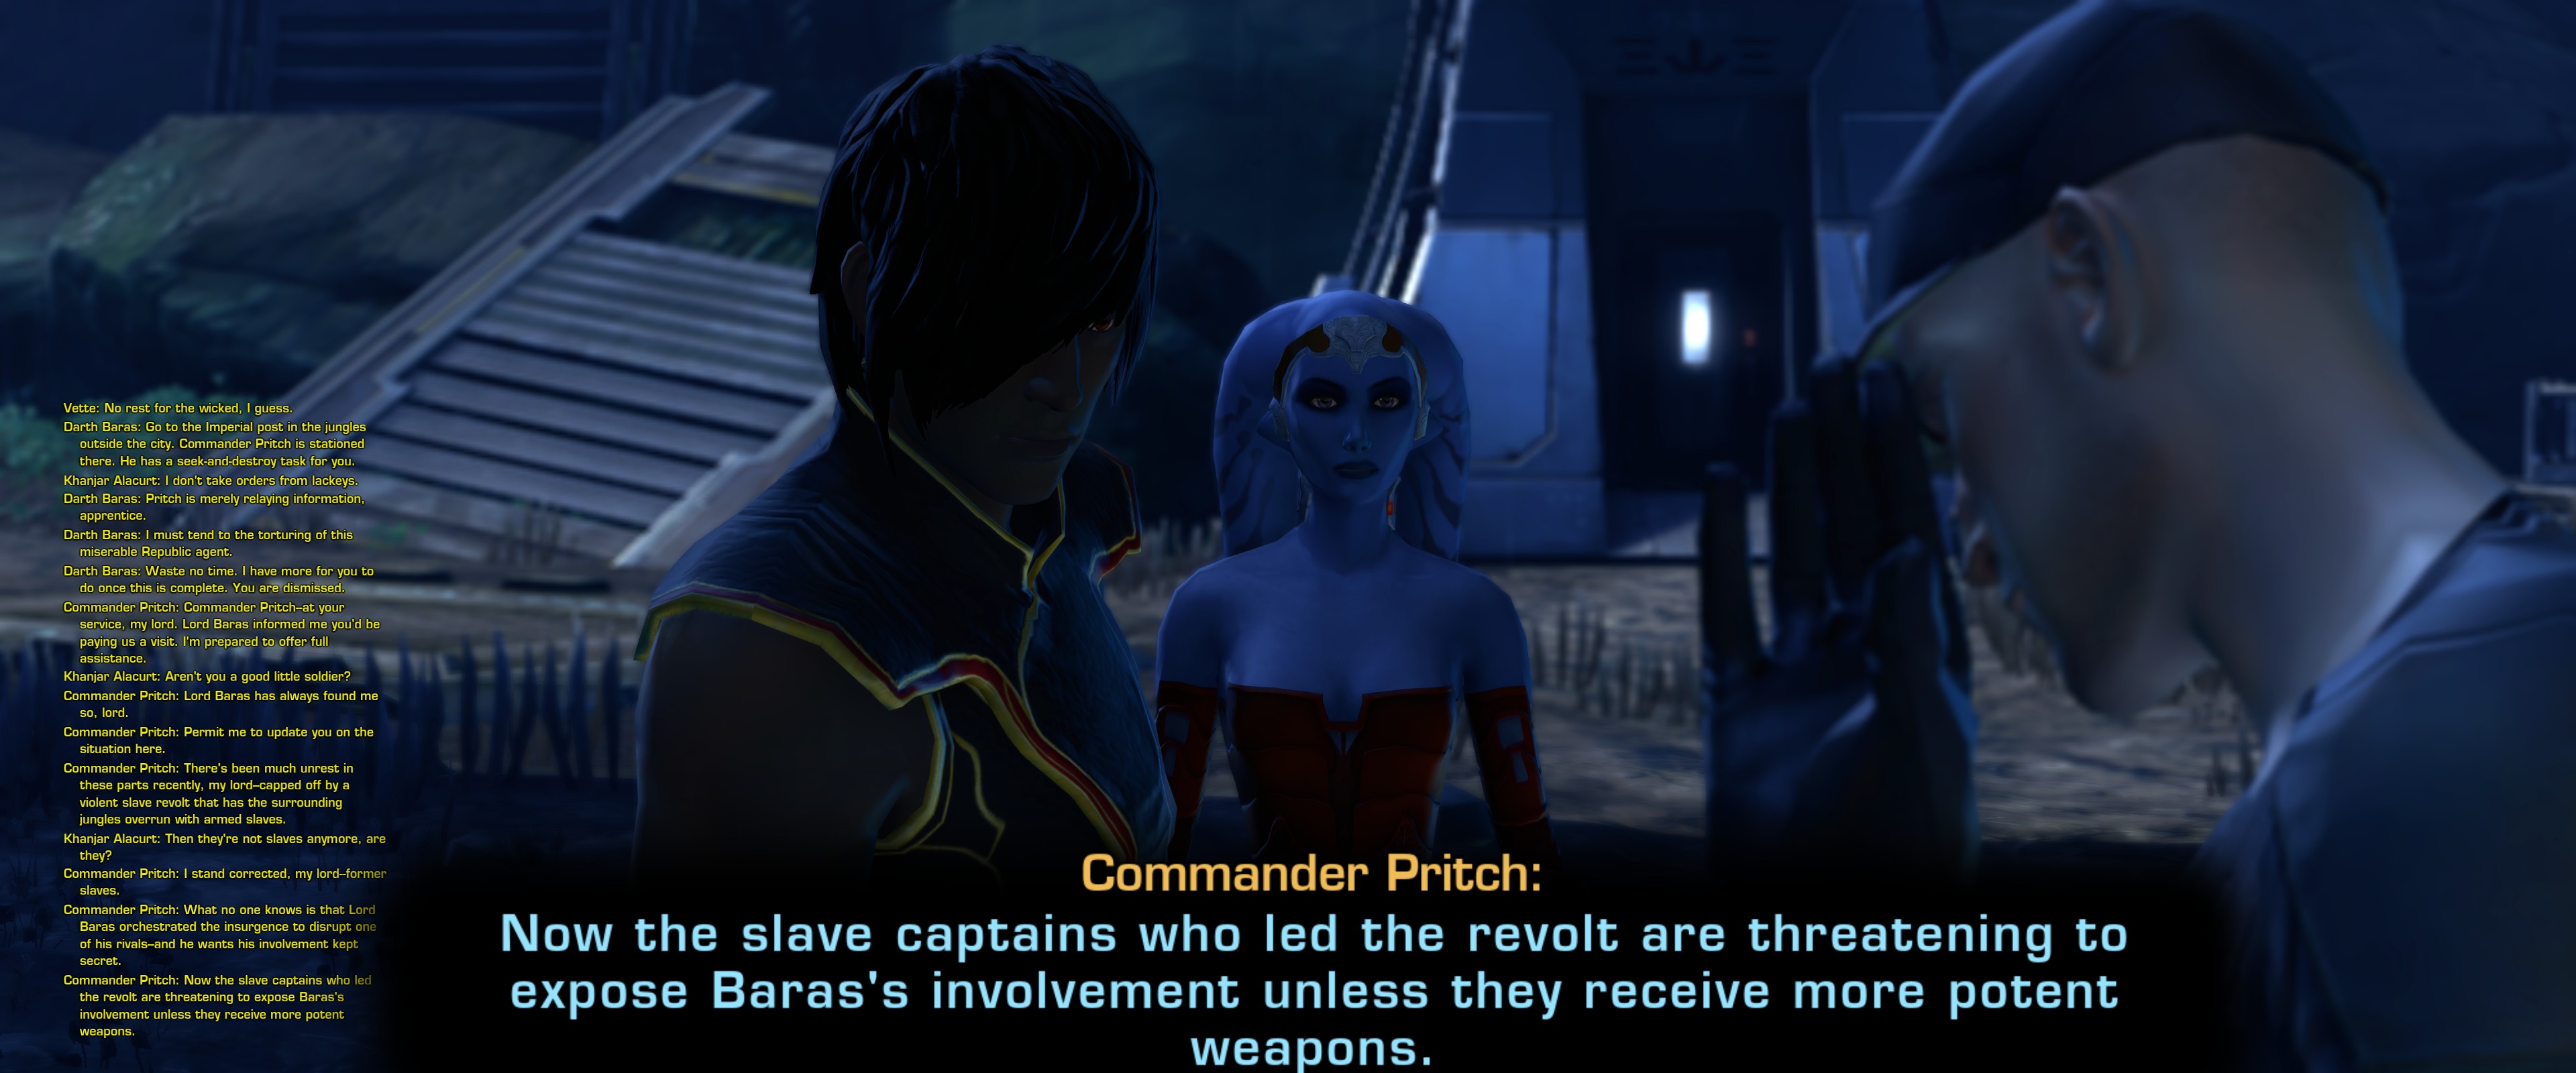 Vette: No rest for the wicked, I guess.
Darth Baras: Go to the Imperial post in the jungles
outside the city. Commander Pritch is stationed
there. He has a seek-and-destroy task for you.
Khanjar Alacurt: I don't take orders from lackeys.
Darth Baras: Pritch is merely relaying information,
apprentice.
Darth Baras: I must tend to the torturing of this
miserable Republic agent.
Darth Baras: Waste no time. I have more for you to
do once this is complete. You are dismissed.
Commander Pritch: Commander Pritch–at your
service, my lord. Lord Baras informed me you'd be
paying us a visit. I'm prepared to offer full
assistance.
Khanjar Alacurt: Aren't you a good little soldier?
Commander Pritch: Lord Baras has always found me
so, lord.
Commander Pritch: Permit me to update you on the
situation here.
Commander Pritch: There's been much unrest in
these parts recently, my lord–capped off by a
violent slave revolt that has the surrounding
jungles overrun with armed slaves.
Khanjar Alacurt: Then they're not slaves anymore, are
they?
Commander Pritch: I stand corrected, my lord–former
slaves.
Commander Pritch: What no one knows is that Lord
Baras orchestrated the insurgence to disrupt one
of his rivals–and he wants his involvement kept
secret.
Commander Pritch: Now the slave captains who led
the revolt are threatening to expose Baras's
involvement unless they receive more potent
weapons.
Commander Pritch:
Now the slave captains who led the revolt are threatening to
expose Baras's involvement unless they receive more potent
weapons.